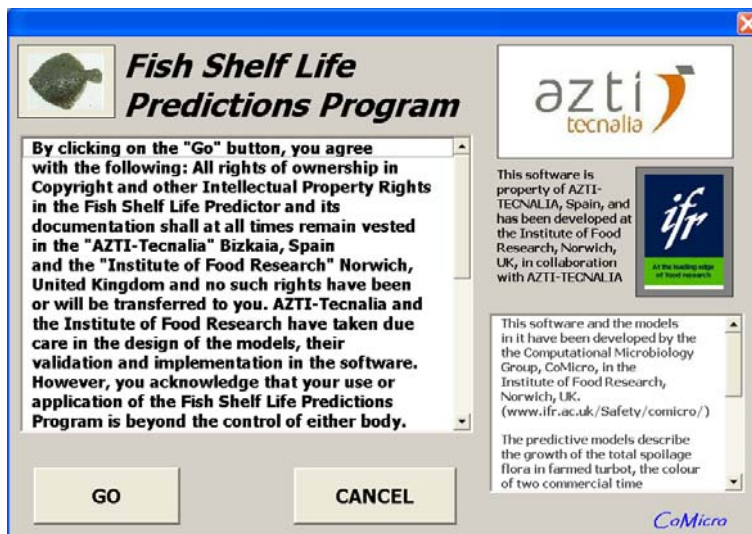 Fish Shelf Life
Predictions Program
By clicking on the "Go" button, you agree
with the following: All rights of ownership in
Copyright and other Intellectual Property Rights
in the Fish Shelf Life Predictor and its
documentation shall at all times remain vested
in the "AZTI-Tecnalia" Bizkaia, Spain
and the "Institute of Food Research" Norwich,
United Kingdom and no such rights have been
or will be transferred to you. AZTI-Tecnalia and
the Institute of Food Research have taken due
care in the design of the models, their
validation and implementation in the software.
However, you acknowledge that your use or
application of the Fish Shelf Life Predictions
Program is beyond the control of either body.
GO
CANCEL
azti
tecnalia
This software is
property of AZTI-
TECNALIA, Spain, and
has been developed at
the Institute of Food
Research, Norwich,
UK, in collaboration
with AZTI-TECNALIA
ifr
At the leading edge
of food research
This software and the models
in it have been developed by the
the Computational Microbiology
Group, CoMicro, in the
Institute of Food Research,
Norwich, UK.
(www.ifr.ac.uk/Safety/comicro/)
The predictive models describe
the growth of the total spoilage
flora in farmed turbot, the colour
of two commercial time
CoMicro